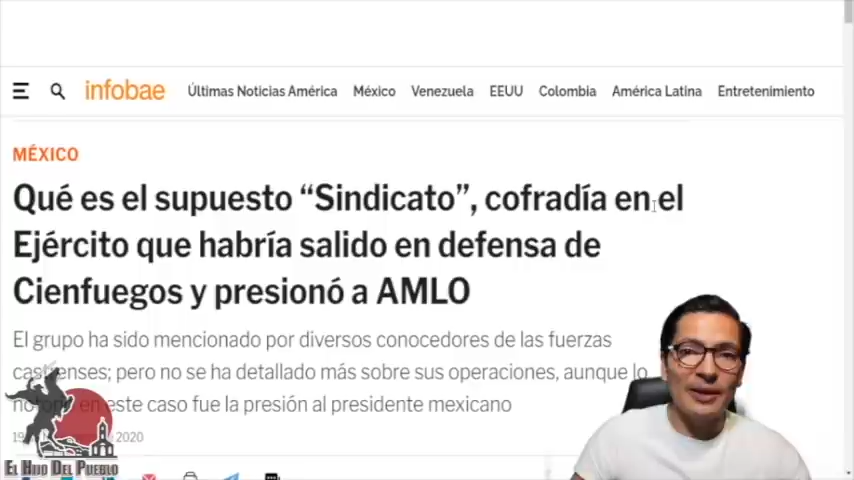 infobae
Últimas Noticias América México Venezuela EEUU Colombia América Latina Entretenimiento
MÉXICO
Qué es el supuesto “Sindicato”, cofradía en el
Ejército que habría salido en defensa de
Cienfuegos y presionó a AMLO
El grupo ha sido mencionado por diversos conocedores de las fuerzas
castrenses; pero no se ha detallado más sobre sus operaciones, aunque lo
en este caso fue la presión al presidente mexicano
2020
EL HIJO DEL PUEBLO